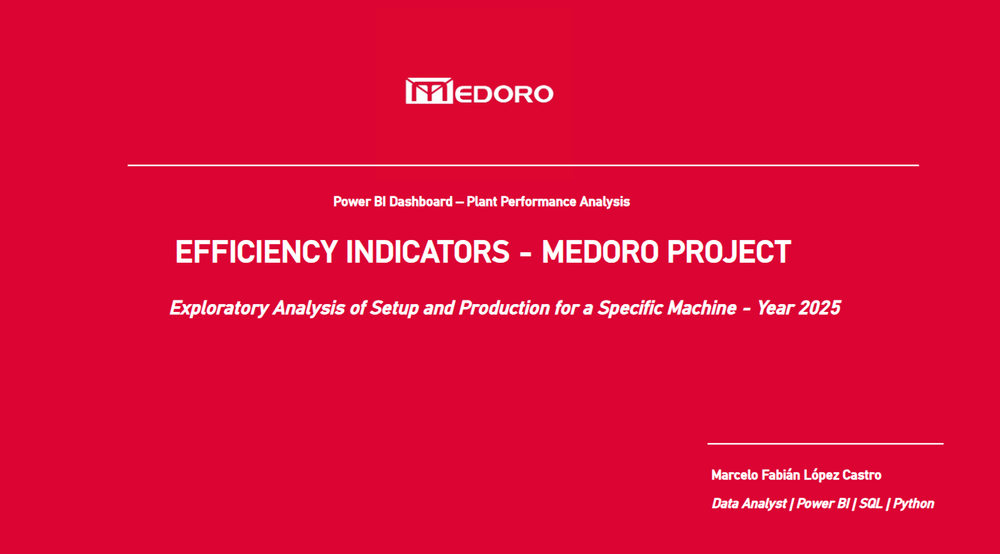 MEDORO
Power BI Dashboard – Plant Performance Analysis
EFFICIENCY INDICATORS - MEDORO PROJECT
Exploratory Analysis of Setup and Production for a Specific Machine - Year 2025
Marcelo Fabián López Castro
Data Analyst | Power BI | SQL | Python